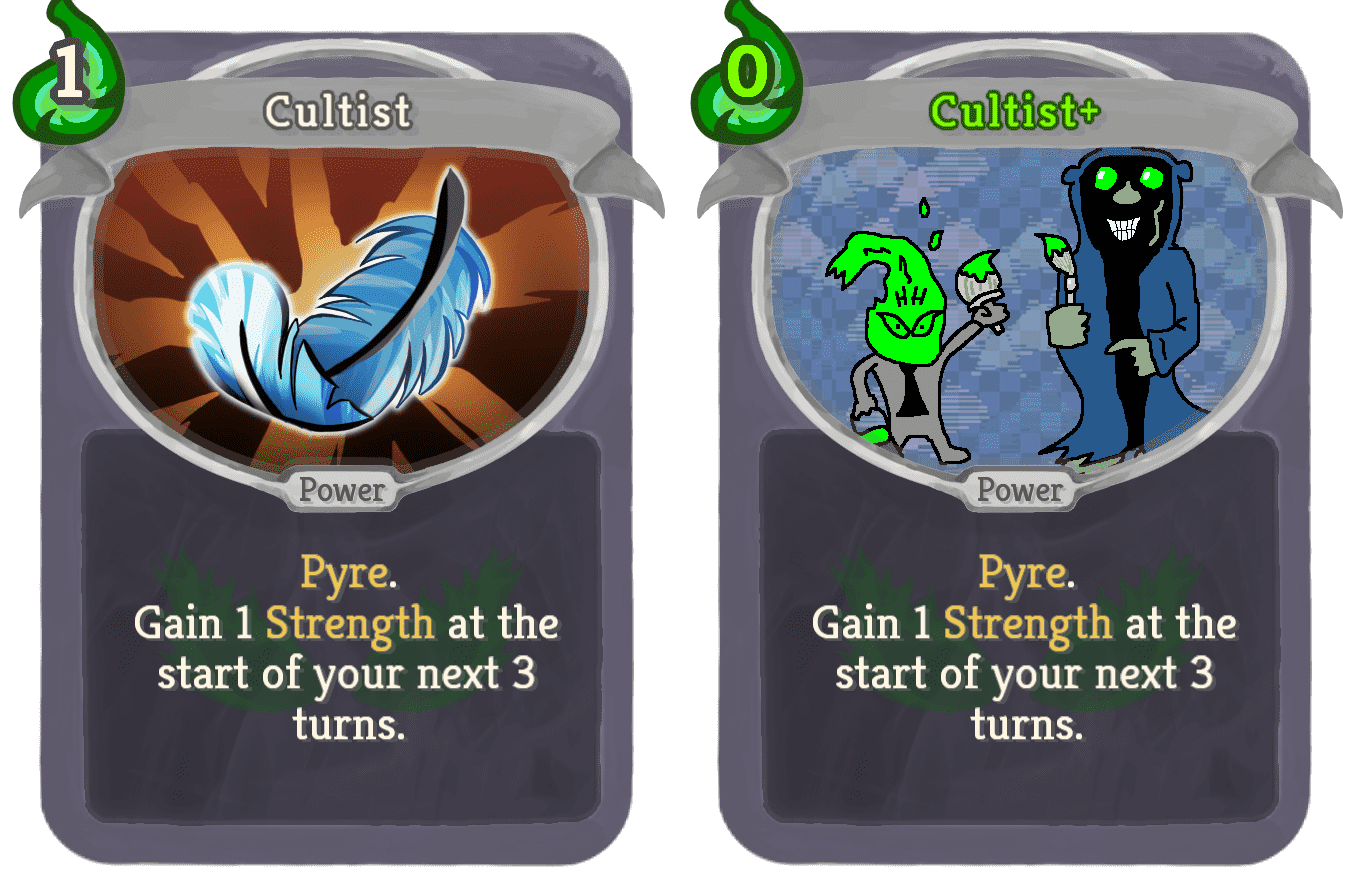 1
Cultist
Power
Pyre.
Gain 1 Strength at the
start of your next 3
turns.
0
Cultist+
HH
Power
Pyre.
Gain 1 Strength at the
start of your next 3
turns.